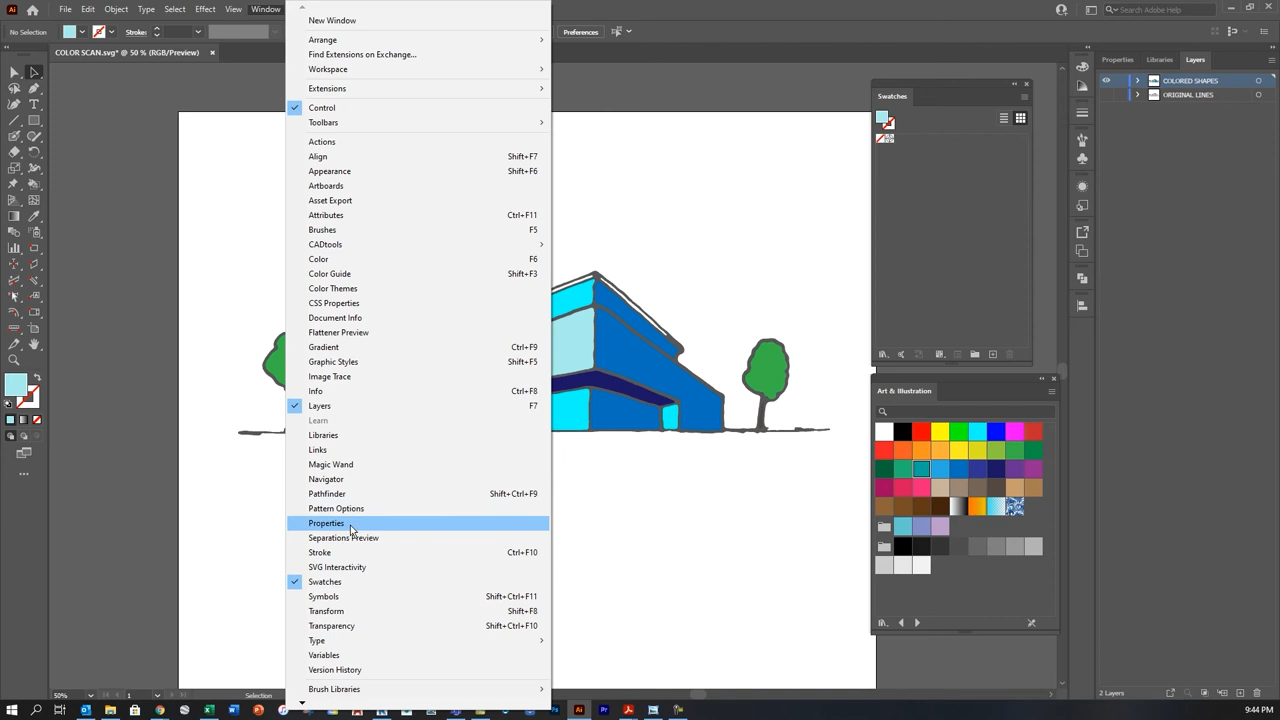 Ai File Edit Object Type Select Effect View Window
No Selection Stroke: Preferences
COLOR SCAN.svg* @ 50 % (RGB/Preview) ×
New Window
Arrange
Find Extensions on Exchange...
Workspace
Extensions
Control
Toolbars
Actions
Align Shift+F7
Appearance Shift+F6
Artboards
Asset Export
Attributes Ctrl+F11
Brushes F5
CADtools
Color F6
Color Guide Shift+F3
Color Themes
CSS Properties
Document Info
Flattener Preview
Gradient Ctrl+F9
Graphic Styles Shift+F5
Image Trace
Info Ctrl+F8
Layers F7
Learn
Libraries
Links
Magic Wand
Navigator
Pathfinder Shift+Ctrl+F9
Pattern Options
Properties
Separations Preview
Stroke Ctrl+F10
SVG Interactivity
Swatches
Symbols Shift+Ctrl+F11
Transform Shift+F8
Transparency Shift+Ctrl+F10
Type
Variables
Version History
Brush Libraries
Search Adobe Help
Properties Libraries Layers
COLORED SHAPES
ORIGINAL LINES
Swatches
Art & Illustration
50% 1 Selection
2 Layers
9:44 PM